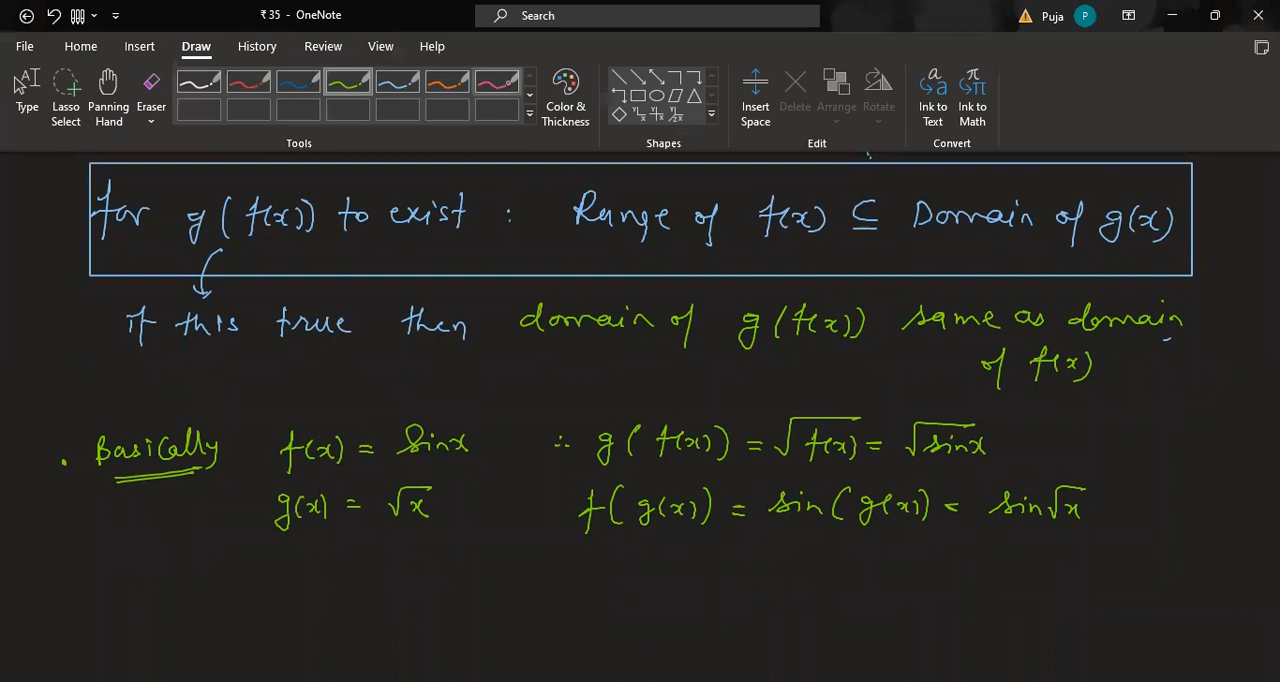 ₹ 35 - OneNote
Search
Puja P
File Home Insert Draw History Review View Help
Type Lasso Select Panning Hand Eraser Color & Thickness Insert Space Delete Arrange Rotate Ink to Text Ink to Math
Tools Shapes Edit Convert
for g(f(x)) to exist : Range of f(x) ⊆ Domain of g(x)
if this true then domain of g(f(x)) same as domain
of f(x)
. Basically f(x) = sinx ∴ g(f(x)) = √f(x) = √sinx
g(x) = √x f(g(x)) = sin(g(x)) = sin√x